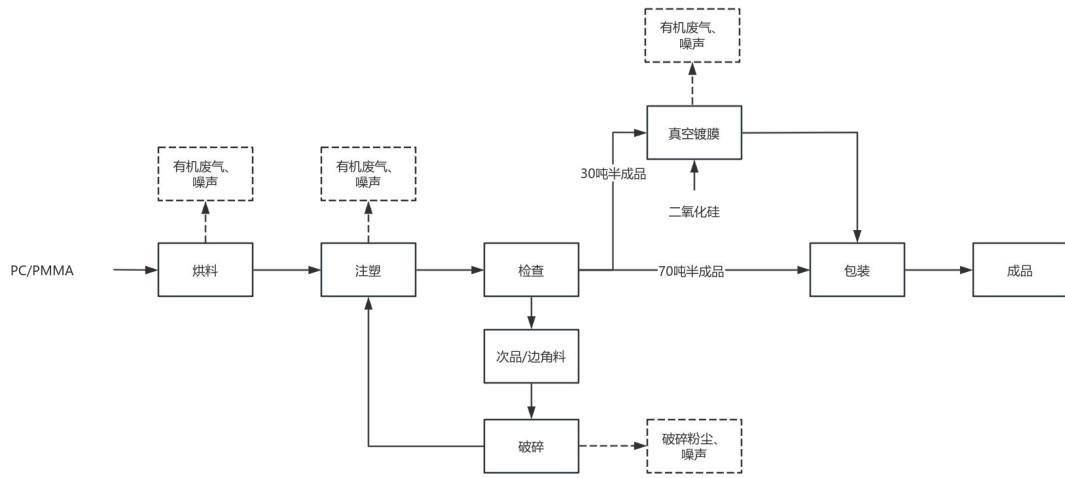 有机废气、
噪声
真空镀膜
30吨半成品
二氧化硅
有机废气、
噪声
有机废气、
噪声
PC/PMMA
烘料
注塑
检查
70吨半成品
包装
成品
次品/边角料
破碎
破碎粉尘、
噪声